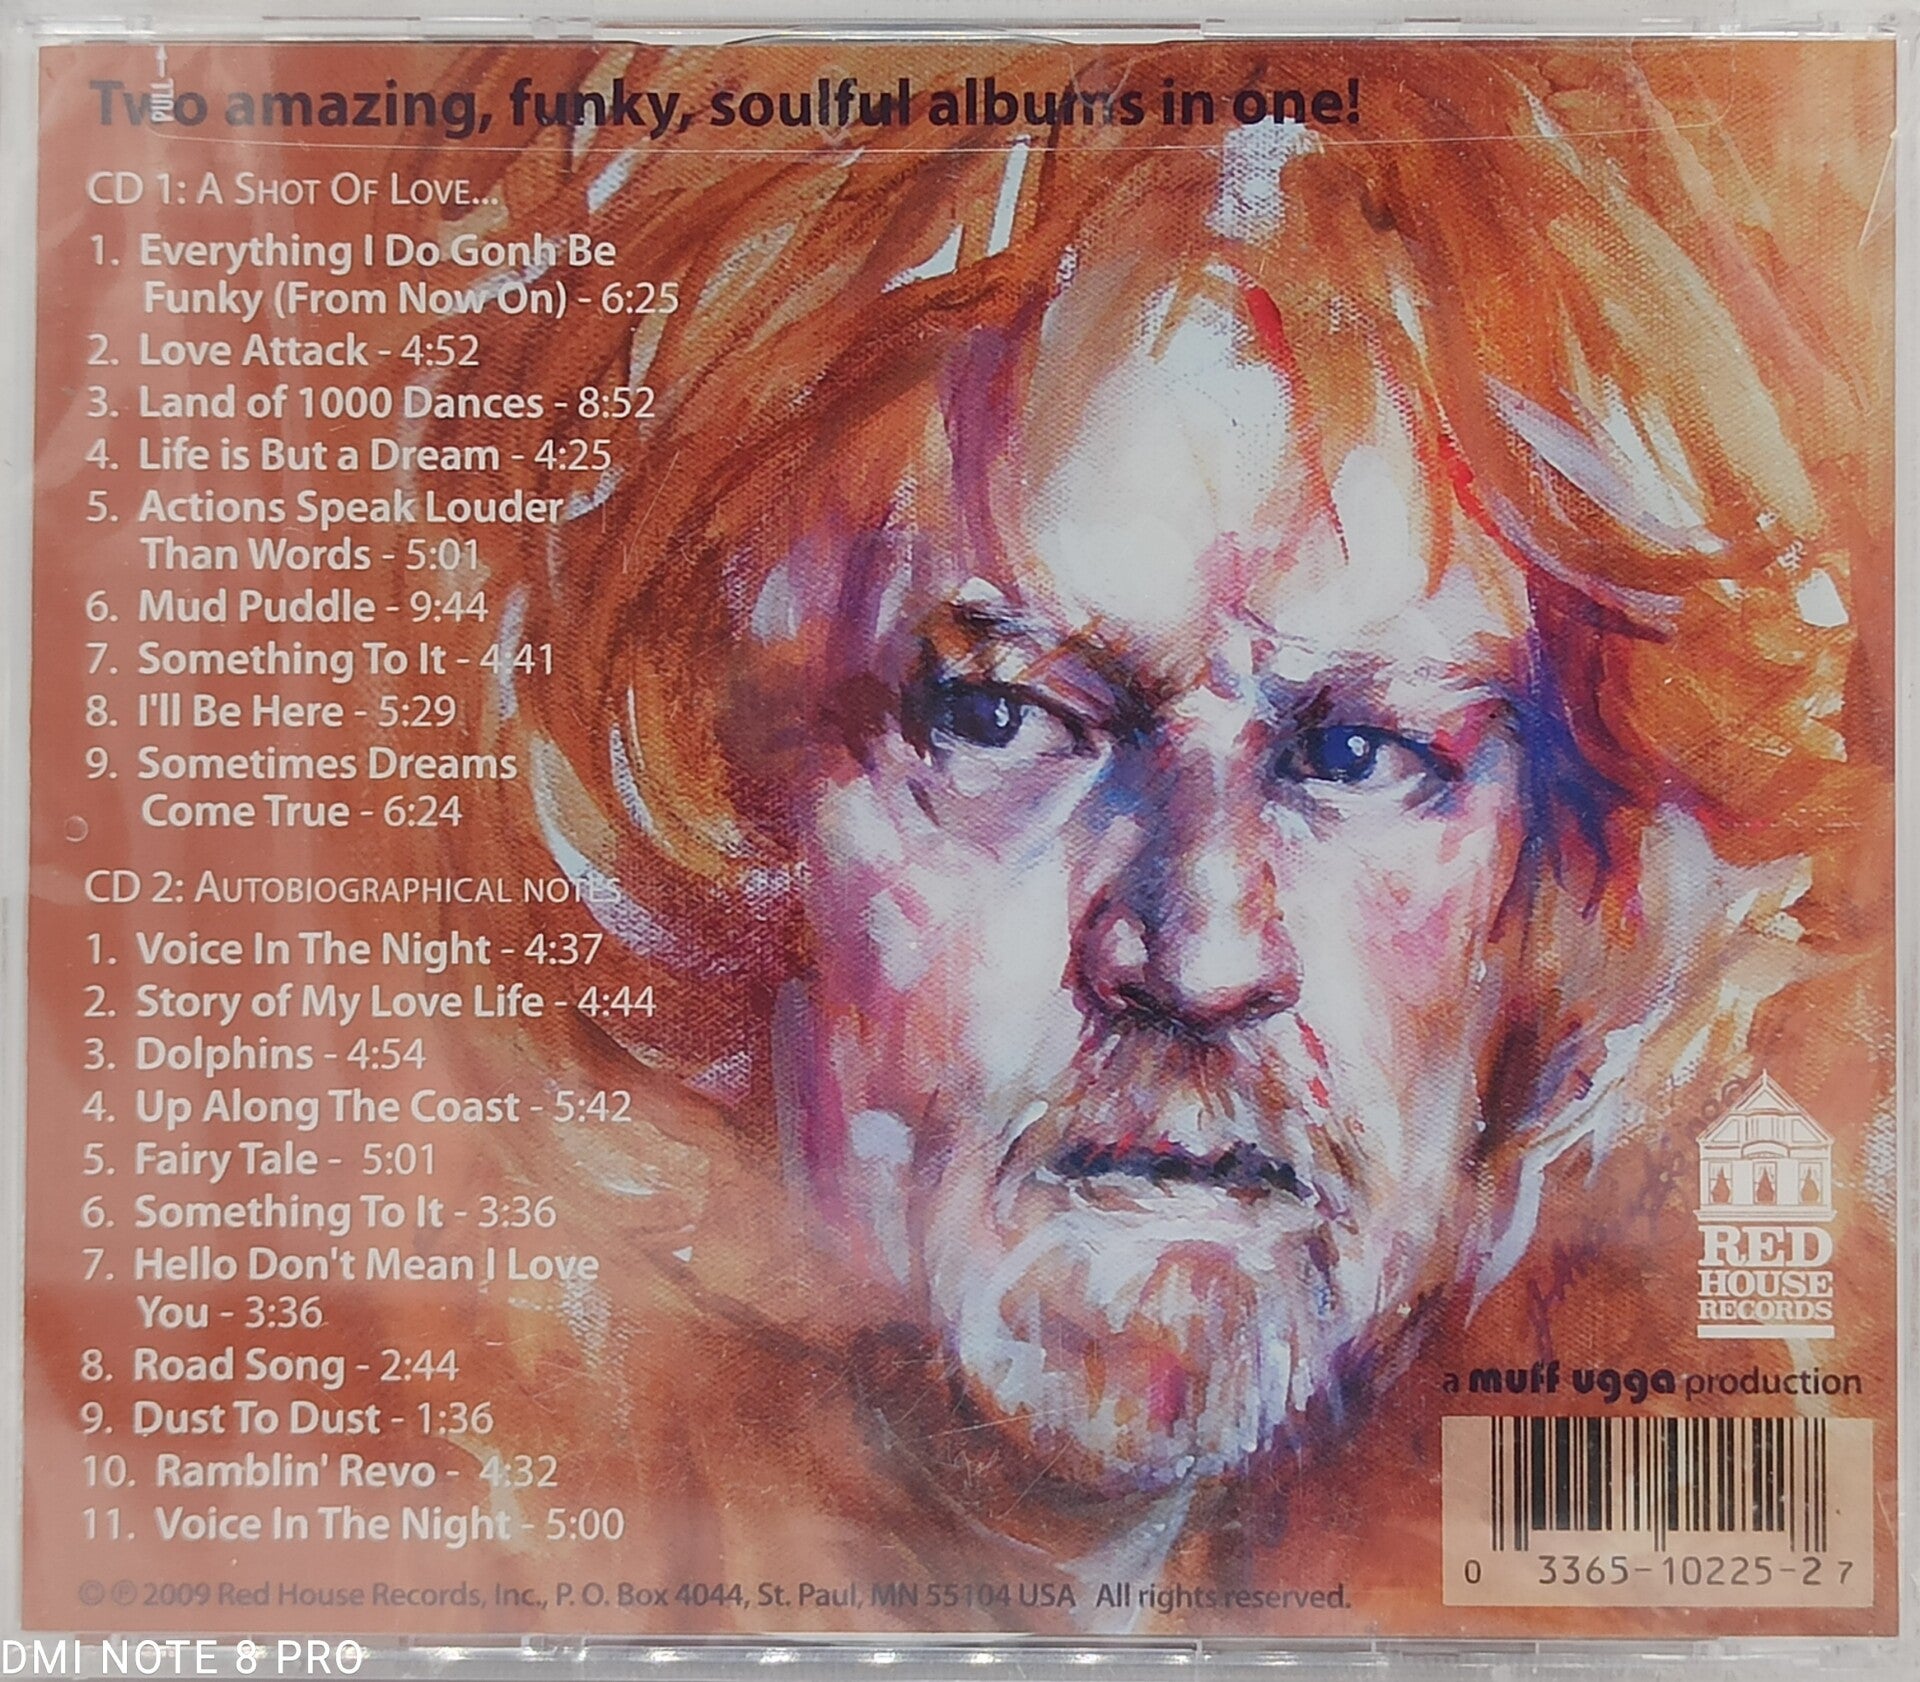 PULL
Two amazing, funky, soulful albums in one!
CD 1: A SHOT OF LOVE...
1. Everything I Do Gonh Be
Funky (From Now On) - 6:25
2. Love Attack - 4:52
3. Land of 1000 Dances - 8:52
4. Life is But a Dream - 4:25
5. Actions Speak Louder
Than Words - 5:01
6. Mud Puddle - 9:44
7. Something To It - 4:41
8. I'll Be Here - 5:29
9. Sometimes Dreams
Come True - 6:24
CD 2: AUTOBIOGRAPHICAL NOTES
1. Voice In The Night - 4:37
2. Story of My Love Life - 4:44
3. Dolphins - 4:54
4. Up Along The Coast - 5:42
5. Fairy Tale - 5:01
6. Something To It - 3:36
7. Hello Don't Mean I Love
You - 3:36
8. Road Song - 2:44
9. Dust To Dust - 1:36
10. Ramblin' Revo - 4:32
11. Voice In The Night - 5:00
RED
HOUSE
RECORDS
a muff ugga production
0 3365-10225-2 7
© ℗ 2009 Red House Records, Inc., P. O. Box 4044, St. Paul, MN 55104 USA All rights reserved.
DMI NOTE 8 PRO